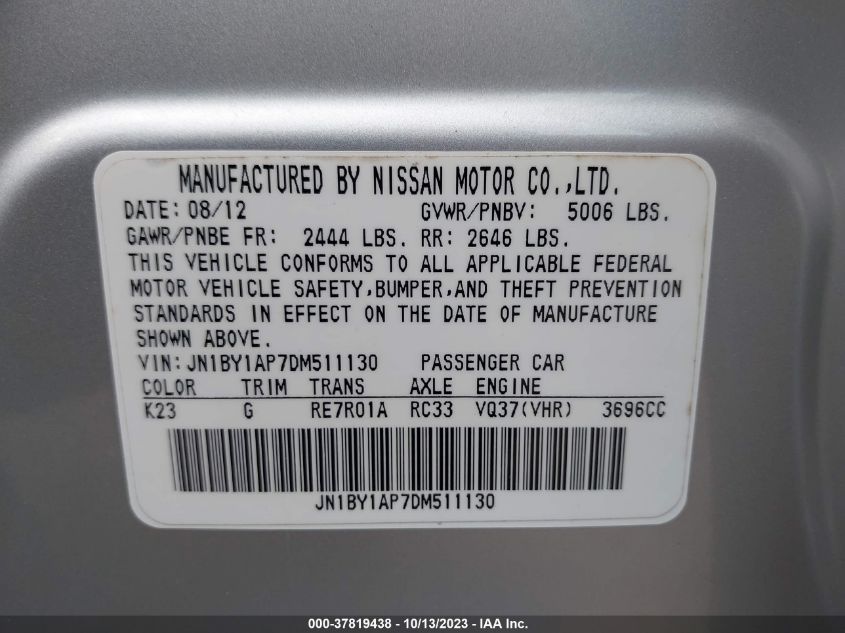 MANUFACTURED BY NISSAN MOTOR CO.,LTD.
DATE: 08/12 GVWR/PNBV: 5006 LBS.
GAWR/PNBE FR: 2444 LBS. RR: 2646 LBS.
THIS VEHICLE CONFORMS TO ALL APPLICABLE FEDERAL
MOTOR VEHICLE SAFETY,BUMPER,AND THEFT PREVENTION
STANDARDS IN EFFECT ON THE DATE OF MANUFACTURE
SHOWN ABOVE.
VIN:JN1BY1AP7DM511130 PASSENGER CAR
COLOR TRIM TRANS AXLE ENGINE
K23 G RE7R01A RC33 VQ37(VHR) 3696CC
JN1BY1AP7DM511130
000-37819438 - 10/13/2023 - IAA Inc.